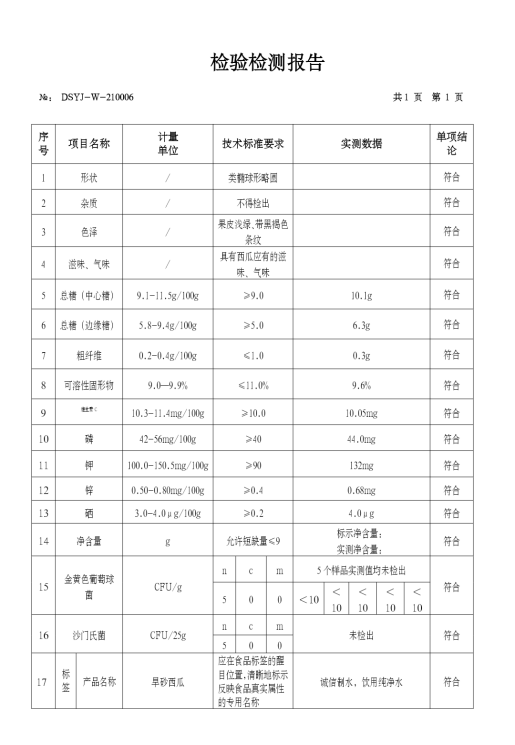 检验检测报告
№： DSYJ-W-210006 共1 页 第 1 页
序号 项目名称 计量单位 技术标准要求 实测数据 单项结论
1 形状 / 类椭球形略圆 符合
2 杂质 / 不得检出 符合
3 色泽 / 果皮浅绿、带黑褐色条纹 符合
4 滋味、气味 / 具有西瓜应有的滋味、气味 符合
5 总糖（中心糖） 9.1-11.5g/100g ≥9.0 10.1g 符合
6 总糖（边缘糖） 5.8-9.4g/100g ≥5.0 6.3g 符合
7 粗纤维 0.2-0.4g/100g ≤1.0 0.3g 符合
8 可溶性固形物 9.0—9.9% ≤11.0% 9.6% 符合
9 维生素 C 10.3-11.4mg/100g ≥10.0 10.05mg 符合
10 磷 42-56mg/100g ≥40 44.0mg 符合
11 钾 100.0-150.5mg/100g ≥90 132mg 符合
12 锌 0.50-0.80mg/100g ≥0.4 0.68mg 符合
13 硒 3.0-4.0μg/100g ≥0.2 4.0μg 符合
14 净含量 g 允许短缺量≤9 标示净含量：
实测净含量： 符合
15 金黄色葡萄球菌 CFU/g n c m 5 个样品实测值均未检出 符合
5 0 0 ＜10 ＜10 ＜10 ＜10 ＜10
16 沙门氏菌 CFU/25g n c m 未检出 符合
5 0 0
17 标签 产品名称 旱砂西瓜 应在食品标签的醒目位置,清晰地标示反映食品真实属性的专用名称 诚信制水，饮用纯净水 符合